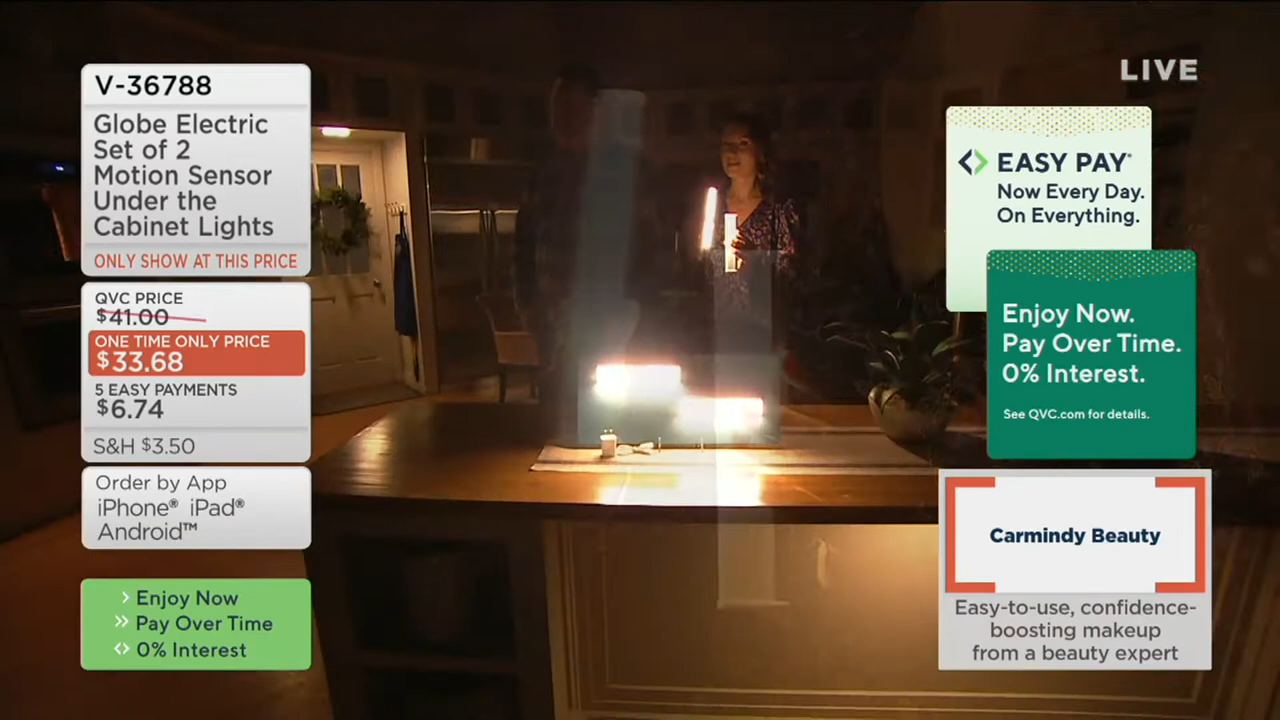 V-36788
Globe Electric
Set of 2
Motion Sensor
Under the
Cabinet Lights
ONLY SHOW AT THIS PRICE
QVC PRICE
$41.00
ONE TIME ONLY PRICE
$33.68
5 EASY PAYMENTS
$6.74
S&H $3.50
Order by App
iPhone® iPad®
Android™
Enjoy Now
Pay Over Time
0% Interest
LIVE
EASY PAY®
Now Every Day.
On Everything.
Enjoy Now.
Pay Over Time.
0% Interest.
See QVC.com for details.
Carmindy Beauty
Easy-to-use, confidence-
boosting makeup
from a beauty expert